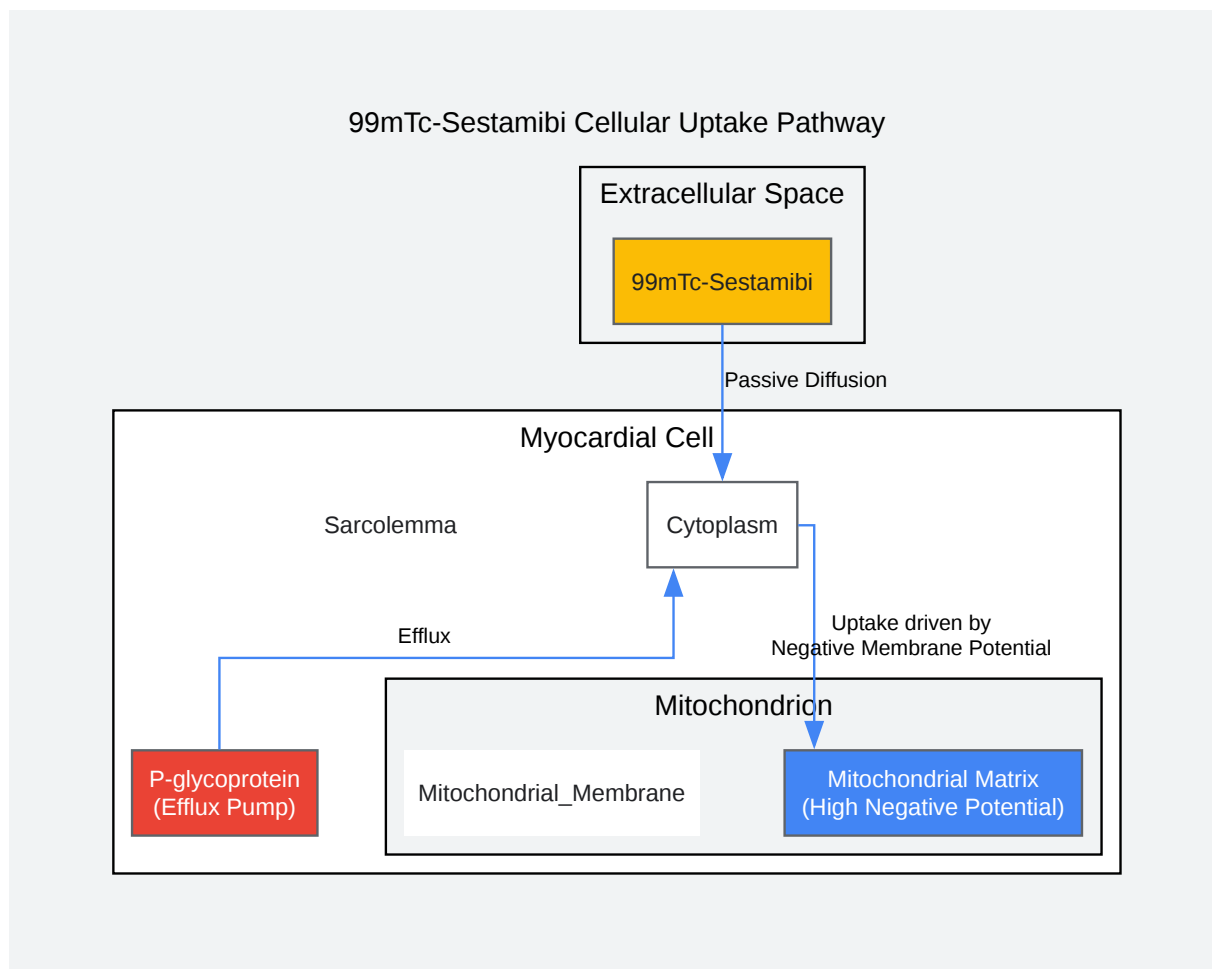 99mTc-Sestamibi Cellular Uptake Pathway
Extracellular Space
99mTc-Sestamibi
Passive Diffusion
Myocardial Cell
Sarcolemma
Cytoplasm
Efflux
Uptake driven by
Negative Membrane Potential
Mitochondrion
P-glycoprotein
(Efflux Pump)
Mitochondrial_Membrane
Mitochondrial Matrix
(High Negative Potential)